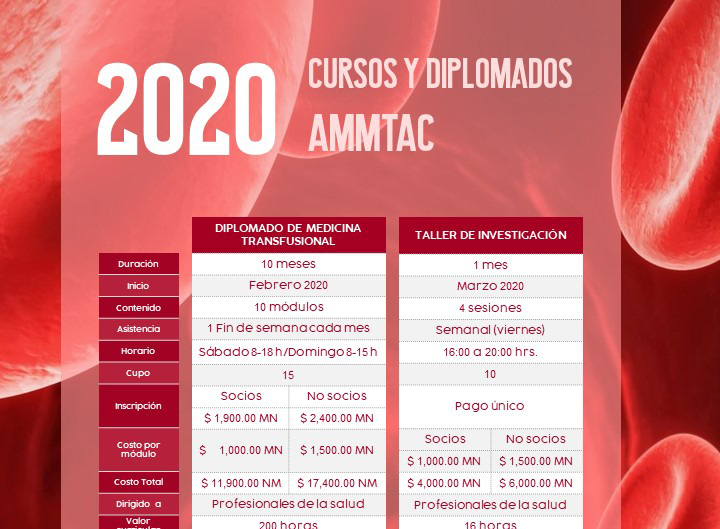 2020
CURSOS Y DIPLOMADOS
AMMTAC
DIPLOMADO DE MEDICINA
TRANSFUSIONAL
TALLER DE INVESTIGACIÓN
Duración 10 meses 1 mes
Inicio Febrero 2020 Marzo 2020
Contenido 10 módulos 4 sesiones
Asistencia 1 Fin de semana cada mes Semanal (viernes)
Horario Sábado 8-18 h/Domingo 8-15 h 16:00 a 20:00 hrs.
Cupo 15 10
Inscripción
Socios No socios
$ 1,900.00 MN $ 2,400.00 MN
Pago único
Costo por
módulo
$ 1,000.00 MN $ 1,500.00 MN
Socios No socios
$ 1,000.00 MN $ 1,500.00 MN
Costo Total $ 11,900.00 NM $ 17,400.00 NM $ 4,000.00 MN $ 6,000.00 MN
Dirigido a Profesionales de la salud Profesionales de la salud
Valor
200 horas 16 horas